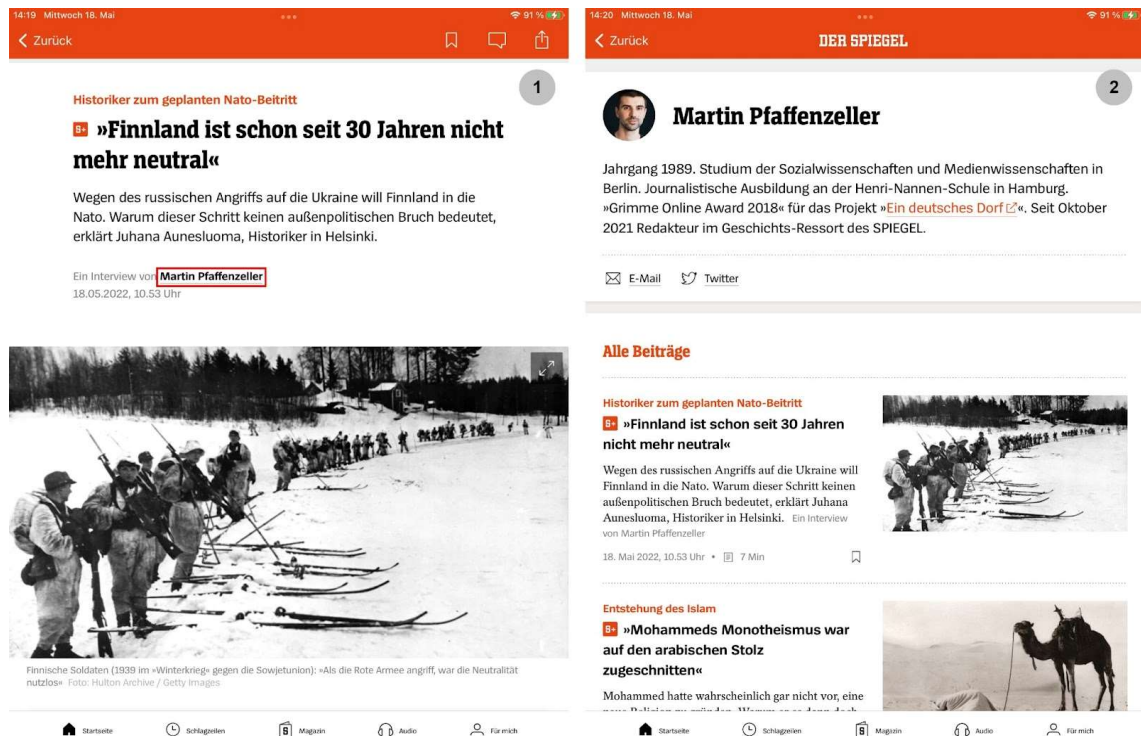 14:19 Mittwoch 18. Mai
91 %
Zurück
1
Historiker zum geplanten Nato-Beitritt
S+ »Finnland ist schon seit 30 Jahren nicht
mehr neutral«
Wegen des russischen Angriffs auf die Ukraine will Finnland in die
Nato. Warum dieser Schritt keinen außenpolitischen Bruch bedeutet,
erklärt Juhana Aunesluoma, Historiker in Helsinki.
Ein Interview von Martin Pfaffenzeller
18.05.2022, 10.53 Uhr
Finnische Soldaten (1939 im »Winterkrieg« gegen die Sowjetunion): »Als die Rote Armee angriff, war die Neutralität
nutzlos« Foto: Hulton Archive / Getty Images
Startseite Schlagzeilen Magazin Audio Für mich
14:20 Mittwoch 18. Mai
91 %
Zurück
DER SPIEGEL
2
Martin Pfaffenzeller
Jahrgang 1989. Studium der Sozialwissenschaften und Medienwissenschaften in
Berlin. Journalistische Ausbildung an der Henri-Nannen-Schule in Hamburg.
»Grimme Online Award 2018« für das Projekt »Ein deutsches Dorf«. Seit Oktober
2021 Redakteur im Geschichts-Ressort des SPIEGEL.
E-Mail Twitter
Alle Beiträge
Historiker zum geplanten Nato-Beitritt
S+ »Finnland ist schon seit 30 Jahren
nicht mehr neutral«
Wegen des russischen Angriffs auf die Ukraine will
Finnland in die Nato. Warum dieser Schritt keinen
außenpolitischen Bruch bedeutet, erklärt Juhana
Aunesluoma, Historiker in Helsinki. Ein Interview
von Martin Pfaffenzeller
18. Mai 2022, 10.53 Uhr • 7 Min
Entstehung des Islam
S+ »Mohammeds Monotheismus war
auf den arabischen Stolz
zugeschnitten«
Mohammed hatte wahrscheinlich gar nicht vor, eine
Startseite Schlagzeilen Magazin Audio Für mich